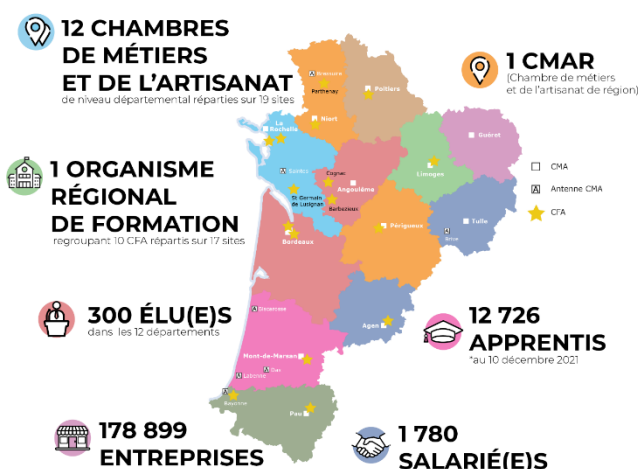 12 CHAMBRES
DE MÉTIERS
ET DE L'ARTISANAT
de niveau départemental réparties sur 19 sites
1 CMAR
(Chambre de métiers
et de l'artisanat de région)
1 ORGANISME
RÉGIONAL
DE FORMATION
regroupant 10 CFA répartis sur 17 sites
CMA
A Antenne CMA
CFA
300 ÉLU(E)S
dans les 12 départements
12 726
APPRENTIS
*au 10 décembre 2021
178 899
ENTREPRISES
1 780
SALARIÉ(E)S
Bressuire
Parthenay
Poitiers
Niort
La
Rochelle
Saintes
St Germain
de Lusignan
Cognac
Angoulême
Barbezieux
Limoges
Guéret
Périgueux
Tulle
Brive
Bordeaux
Biscarrosse
Agen
Mont-de-Marsan
Dax
Labenne
Bayonne
Pau